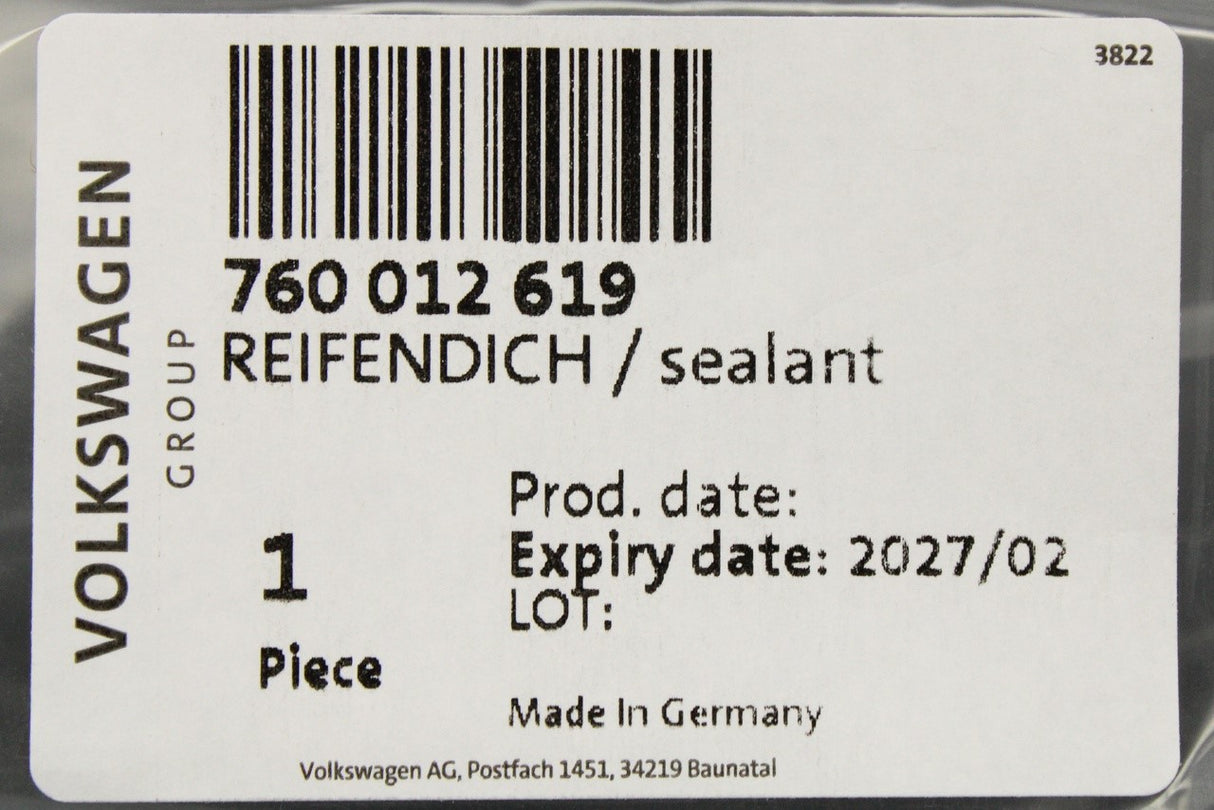 3822
VOLKSWAGEN
GROUP
760 012 619
REIFENDICH / sealant
Prod. date:
Expiry date: 2027/02
LOT:
1
Piece
Made In Germany
Volkswagen AG, Postfach 1451, 34219 Baunatal